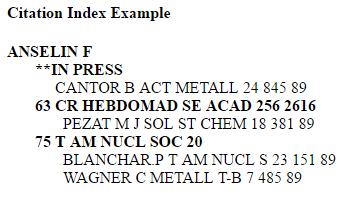 Citation Index Example
ANSELIN F
**IN PRESS
CANTOR B ACT METALL 24 845 89
63 CR HEBDOMAD SE ACAD 256 2616
PEZAT M J SOL ST CHEM 18 381 89
75 T AM NUCL SOC 20
BLANCHAR.P T AM NUCL S 23 151 89
WAGNER C METALL T-B 7 485 89